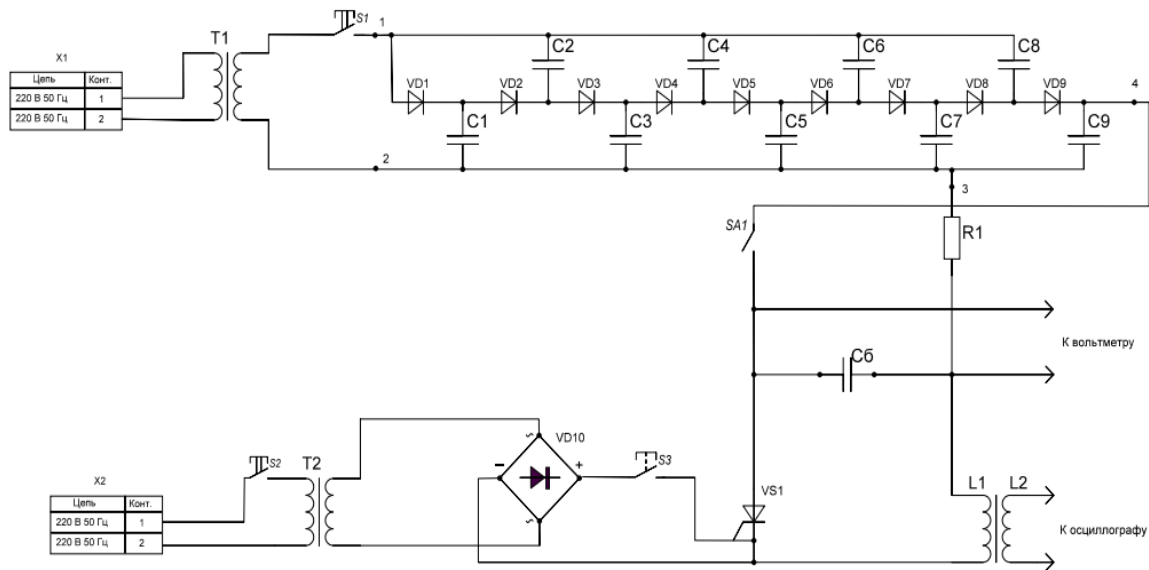 S1
1
T1
X1
Цепь Конт.
220 В 50 Гц 1
220 В 50 Гц 2
C2 C4 C6 C8
VD1 VD2 VD3 VD4 VD5 VD6 VD7 VD8 VD9
4
C1 C3 C5 C7 C9
2
3
SA1
R1
К вольтметру
Сб
VD10
~
- +
S3
~
S2
T2
X2
Цепь Конт.
220 В 50 Гц 1
220 В 50 Гц 2
VS1
L1 L2
К осциллографу